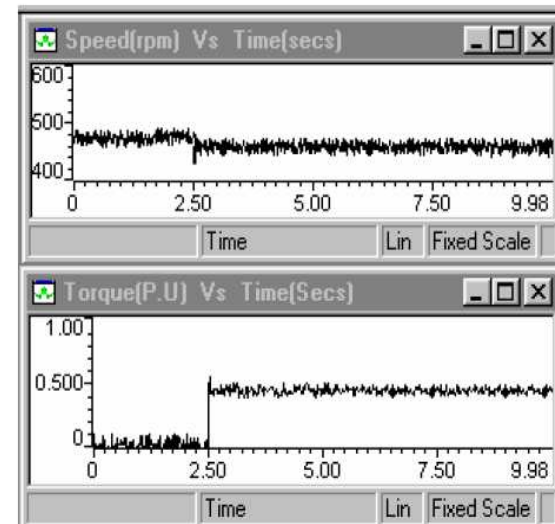 Speed(rpm) Vs Time(secs)
600
500
400
0 2.50 5.00 7.50 9.98
Time Lin Fixed Scale
Torque(P.U) Vs Time(Secs)
1.00
0.500
0
0 2.50 5.00 7.50 9.98
Time Lin Fixed Scale